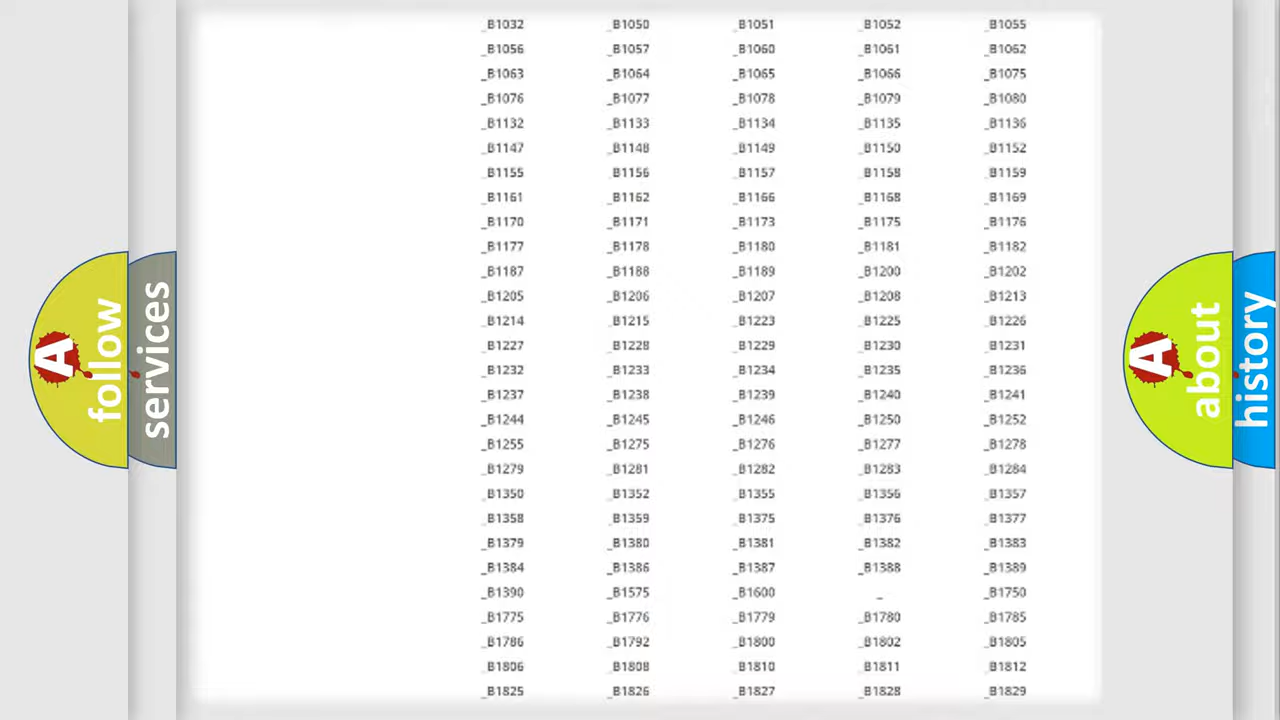 _B1032 _B1050 _B1051 _B1052 _B1055
_B1056 _B1057 _B1060 _B1061 _B1062
_B1063 _B1064 _B1065 _B1066 _B1075
_B1076 _B1077 _B1078 _B1079 _B1080
_B1132 _B1133 _B1134 _B1135 _B1136
_B1147 _B1148 _B1149 _B1150 _B1152
_B1155 _B1156 _B1157 _B1158 _B1159
_B1161 _B1162 _B1166 _B1168 _B1169
_B1170 _B1171 _B1173 _B1175 _B1176
_B1177 _B1178 _B1180 _B1181 _B1182
_B1187 _B1188 _B1189 _B1200 _B1202
_B1205 _B1206 _B1207 _B1208 _B1213
_B1214 _B1215 _B1223 _B1225 _B1226
_B1227 _B1228 _B1229 _B1230 _B1231
_B1232 _B1233 _B1234 _B1235 _B1236
_B1237 _B1238 _B1239 _B1240 _B1241
_B1244 _B1245 _B1246 _B1250 _B1252
_B1255 _B1275 _B1276 _B1277 _B1278
_B1279 _B1281 _B1282 _B1283 _B1284
_B1350 _B1352 _B1355 _B1356 _B1357
_B1358 _B1359 _B1375 _B1376 _B1377
_B1379 _B1380 _B1381 _B1382 _B1383
_B1384 _B1386 _B1387 _B1388 _B1389
_B1390 _B1575 _B1600 _ _B1750
_B1775 _B1776 _B1779 _B1780 _B1785
_B1786 _B1792 _B1800 _B1802 _B1805
_B1806 _B1808 _B1810 _B1811 _B1812
_B1825 _B1826 _B1827 _B1828 _B1829
A
follow
services
A
about
history